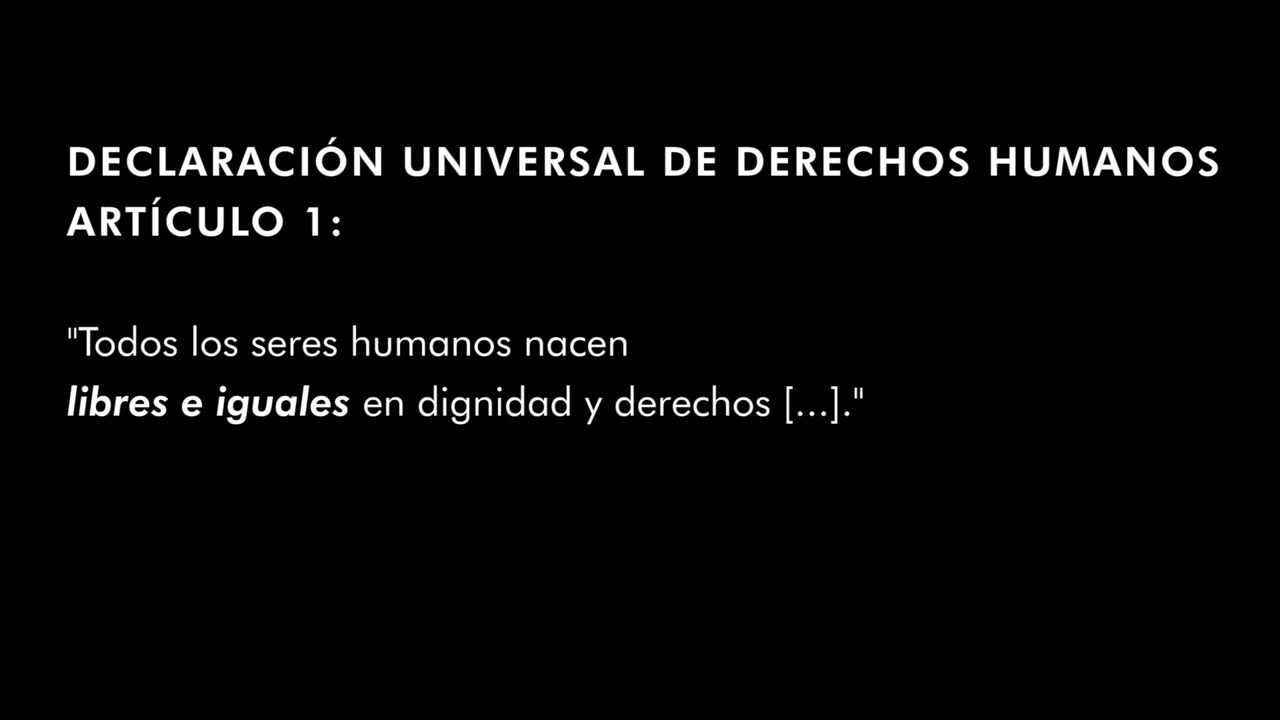 DECLARACIÓN UNIVERSAL DE DERECHOS HUMANOS
ARTÍCULO 1:
"Todos los seres humanos nacen
libres e iguales en dignidad y derechos [...]."